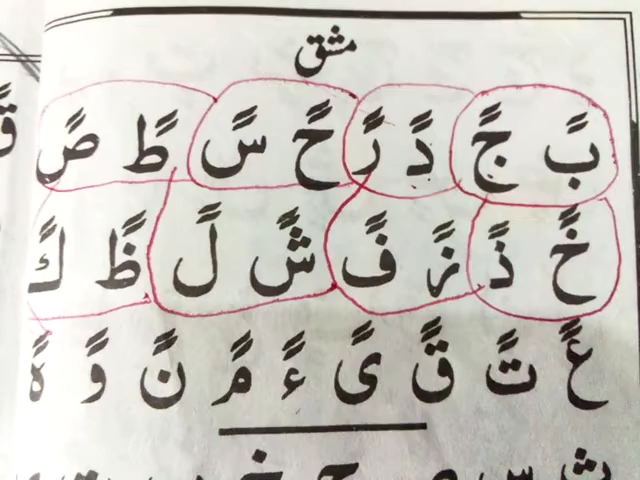 مشق
بً جً دً رً حً سً طً صً
خً ذً زً فً شً لً ظً كً
عً تً قً یً ءً مً نً وً هً